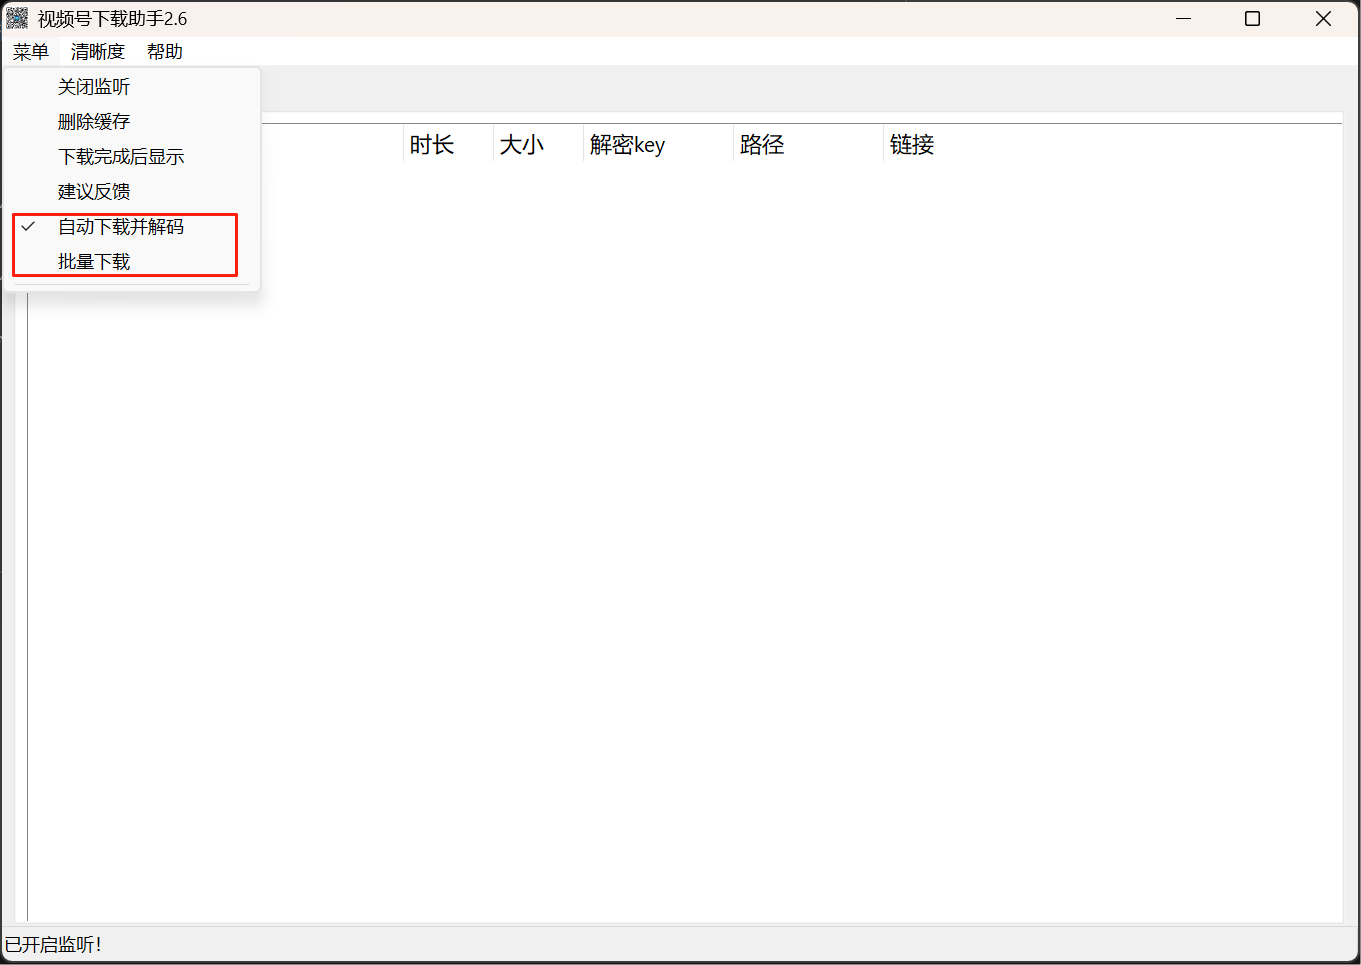 视频号下载助手2.6
菜单 清晰度 帮助
关闭监听
删除缓存
下载完成后显示
建议反馈
自动下载并解码
批量下载
时长 大小 解密key 路径 链接
已开启监听!